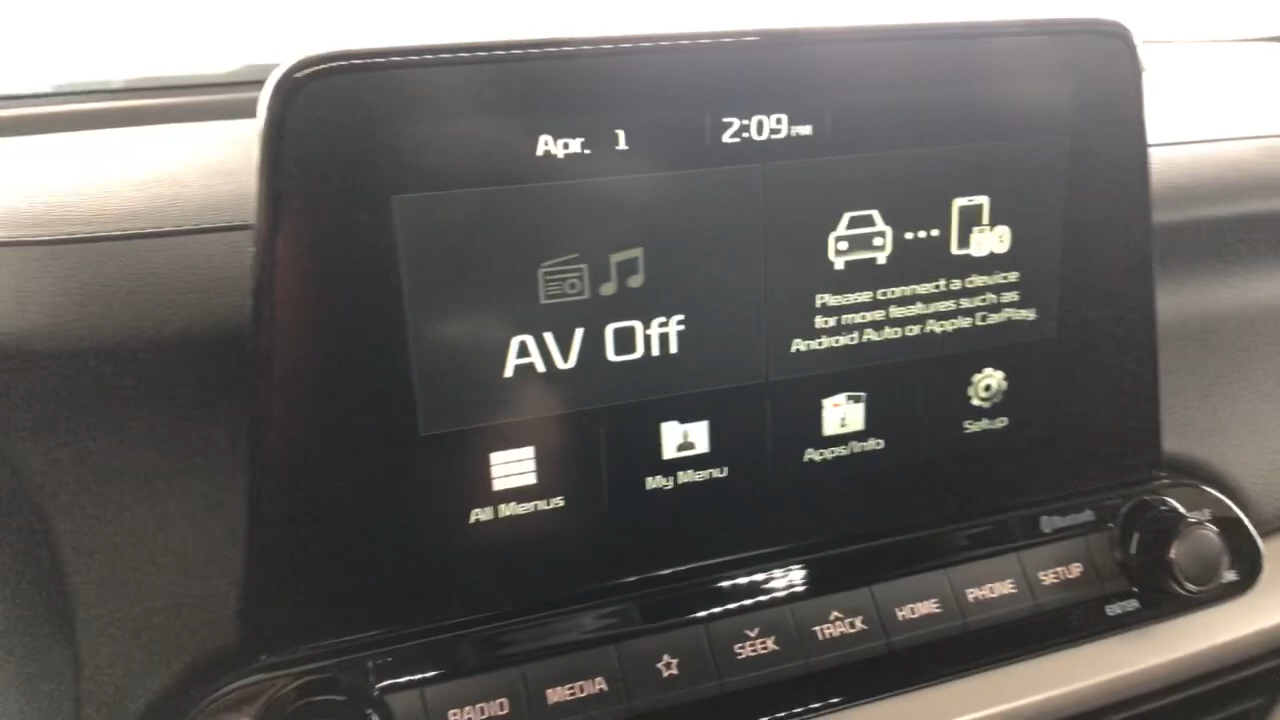 Apr. 1 2:09 PM
AV Off
Please connect a device
for more features such as
Android Auto or Apple CarPlay.
All Menus
My Menu
Apps/Info
Setup
Bluetooth
RADIO
MEDIA
SEEK
TRACK
HOME
PHONE
SETUP
ENTER